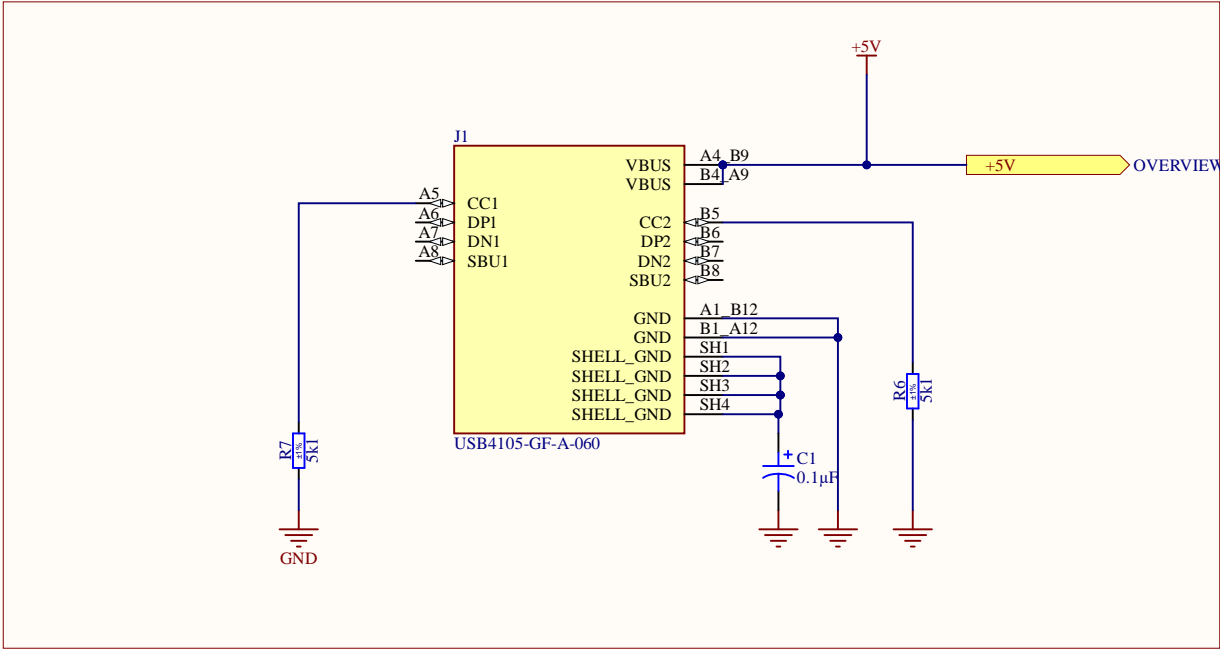 +5V
J1
VBUS
A4_B9
+5V
OVERVIEW
VBUS
B4_A9
A5
CC1
A6
DP1
CC2
B5
A7
DN1
DP2
B6
A8
SBU1
DN2
B7
SBU2
B8
GND
A1_B12
GND
B1_A12
SHELL_GND
SH1
SHELL_GND
SH2
SHELL_GND
SH3
SHELL_GND
SH4
R6
±1%
5k1
USB4105-GF-A-060
R7
±1%
5k1
+
C1
0.1µF
GND